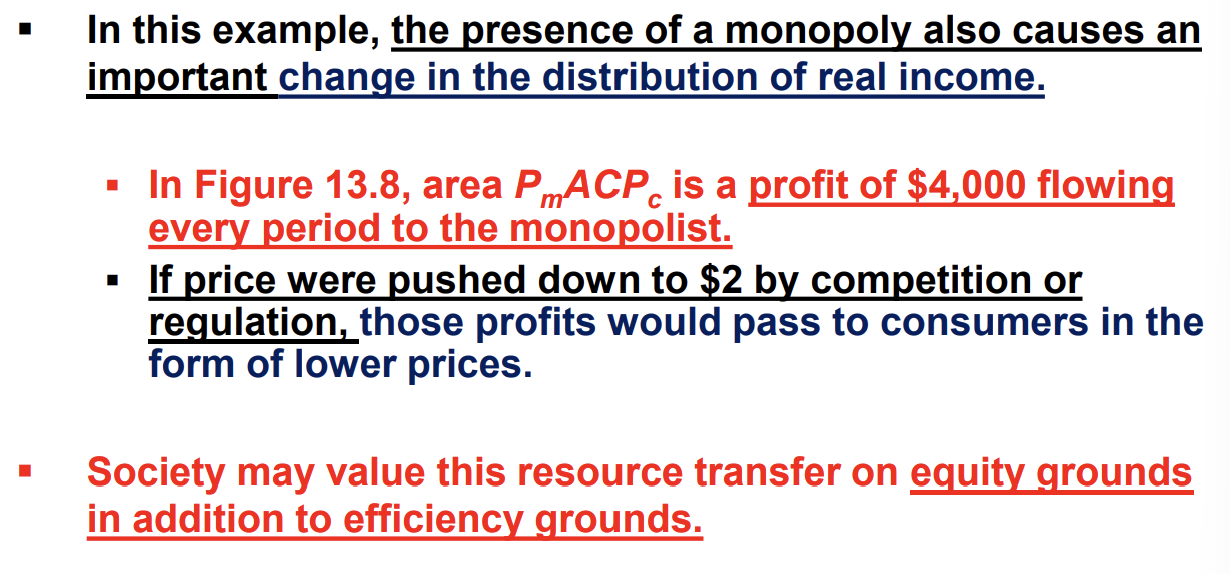 ▪ In this example, the presence of a monopoly also causes an
important change in the distribution of real income.
▪ In Figure 13.8, area PmACPc is a profit of $4,000 flowing
every period to the monopolist.
▪ If price were pushed down to $2 by competition or
regulation, those profits would pass to consumers in the
form of lower prices.
▪ Society may value this resource transfer on equity grounds
in addition to efficiency grounds.